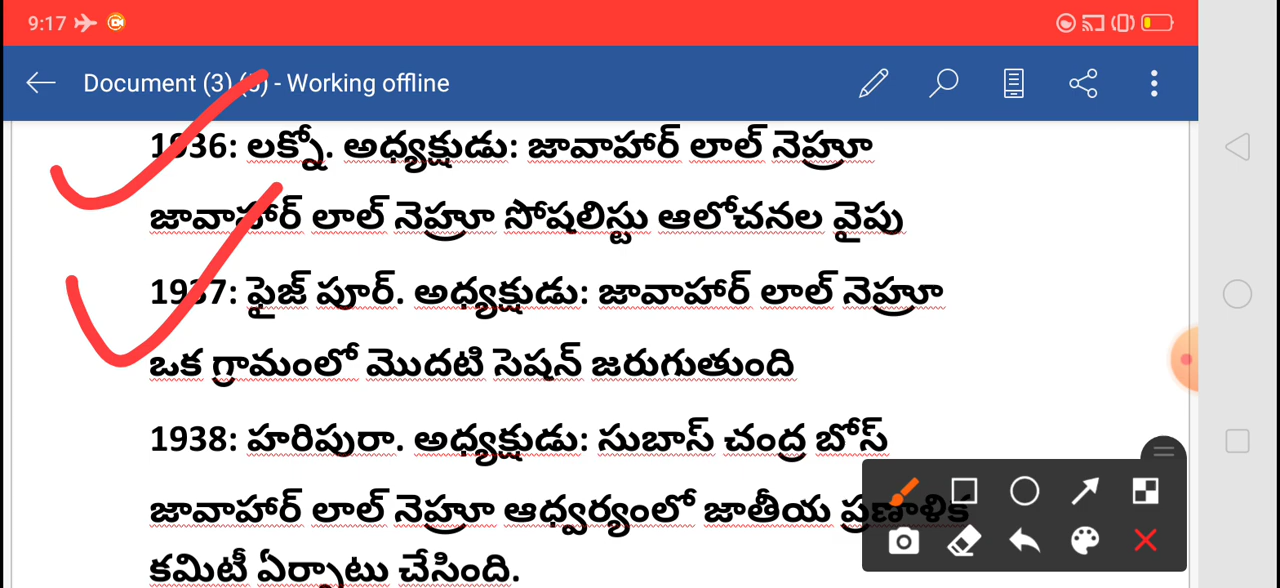 9:17
Document (3) (6) - Working offline
1936: లక్నో. అధ్యక్షుడు: జావాహార్ లాల్ నెహ్రూ
జావాహార్ లాల్ నెహ్రూ సోషలిస్టు ఆలోచనల వైపు
1937: ఫైజ్ పూర్. అధ్యక్షుడు: జావాహార్ లాల్ నెహ్రూ
ఒక గ్రామంలో మొదటి సెషన్ జరుగుతుంది
1938: హరిపురా. అధ్యక్షుడు: సుబాస్ చంద్ర బోస్
జావాహార్ లాల్ నెహ్రూ ఆధ్వర్యంలో జాతీయ ప్రణాళిక
కమిటీ ఏర్పాటు చేసింది.